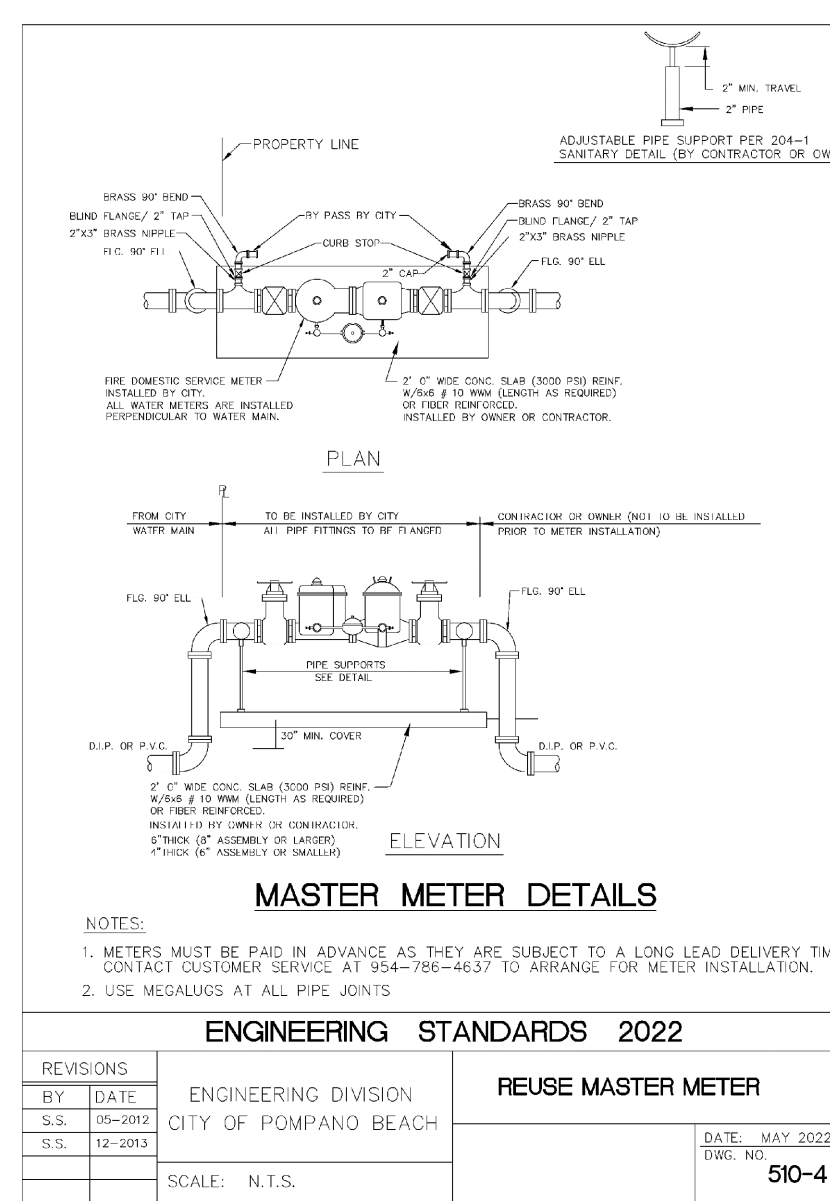 2" MIN. TRAVEL
2" PIPE
ADJUSTABLE PIPE SUPPORT PER 204-1
SANITARY DETAIL (BY CONTRACTOR OR OW
PROPERTY LINE
BRASS 90° BEND
BLIND FLANGE/ 2" TAP
2"X3" BRASS NIPPLE
FLG. 90° ELL
BY PASS BY CITY
CURB STOP
2" CAP
BRASS 90° BEND
BLIND FLANGE/ 2" TAP
2"X3" BRASS NIPPLE
FLG. 90° ELL
FIRE DOMESTIC SERVICE METER
INSTALLED BY CITY.
ALL WATER METERS ARE INSTALLED
PERPENDICULAR TO WATER MAIN.
2' 0" WIDE CONC. SLAB (3000 PSI) REINF.
W/6x6 # 10 WWM (LENGTH AS REQUIRED)
OR FIBER REINFORCED.
INSTALLED BY OWNER OR CONTRACTOR.
PLAN
PL
FROM CITY
WATER MAIN
TO BE INSTALLED BY CITY
ALL PIPE FITTINGS TO BE FLANGED
CONTRACTOR OR OWNER (NOT TO BE INSTALLED
PRIOR TO METER INSTALLATION)
FLG. 90° ELL
FLG. 90° ELL
PIPE SUPPORTS
SEE DETAIL
30" MIN. COVER
D.I.P. OR P.V.C.
D.I.P. OR P.V.C.
2' 0" WIDE CONC. SLAB (3000 PSI) REINF.
W/6x6 # 10 WWM (LENGTH AS REQUIRED)
OR FIBER REINFORCED.
INSTALLED BY OWNER OR CONTRACTOR.
6"THICK (8" ASSEMBLY OR LARGER)
4"THICK (6" ASSEMBLY OR SMALLER)
ELEVATION
MASTER METER DETAILS
NOTES:
1. METERS MUST BE PAID IN ADVANCE AS THEY ARE SUBJECT TO A LONG LEAD DELIVERY TIM
CONTACT CUSTOMER SERVICE AT 954-786-4637 TO ARRANGE FOR METER INSTALLATION.
2. USE MEGALUGS AT ALL PIPE JOINTS
ENGINEERING STANDARDS 2022
REVISIONS
BY DATE
S.S. 05-2012
S.S. 12-2013
ENGINEERING DIVISION
CITY OF POMPANO BEACH
SCALE: N.T.S.
REUSE MASTER METER
DATE: MAY 2022
DWG. NO.
510-4